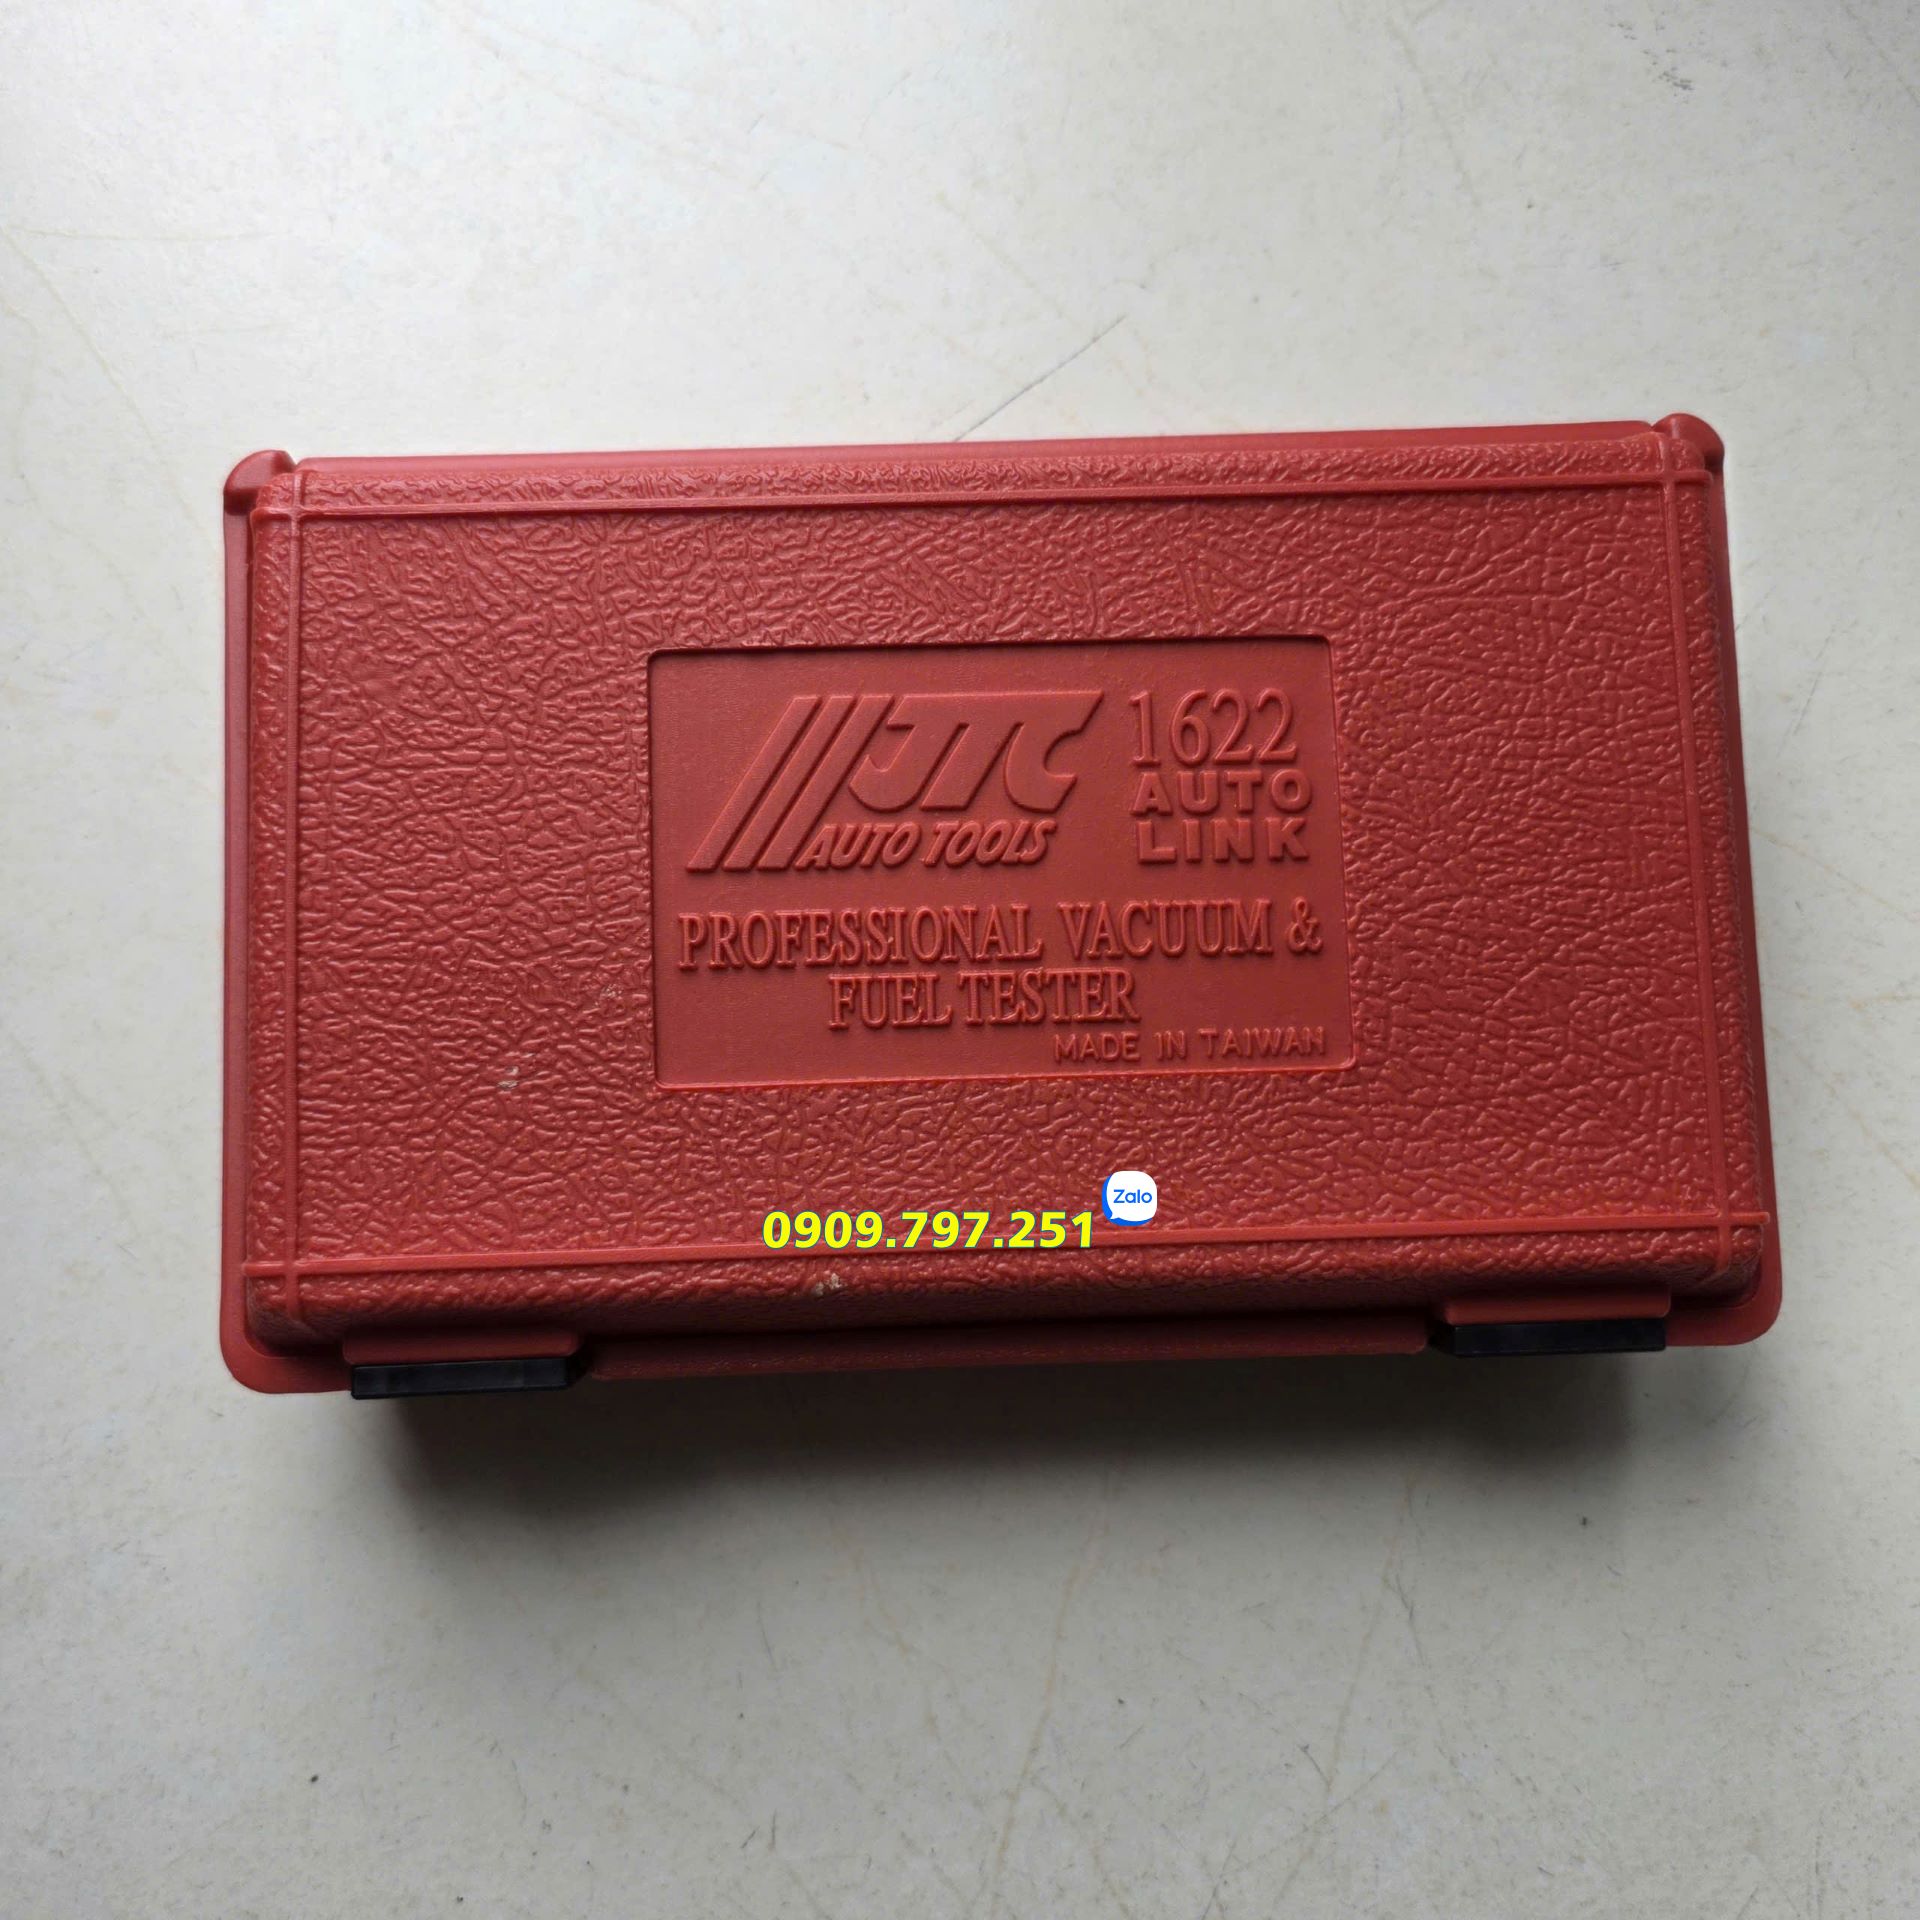 JTC 1622
AUTO TOOLS AUTO
LINK
PROFESSIONAL VACUUM &
FUEL TESTER
MADE IN TAIWAN
Zalo
0909.797.251